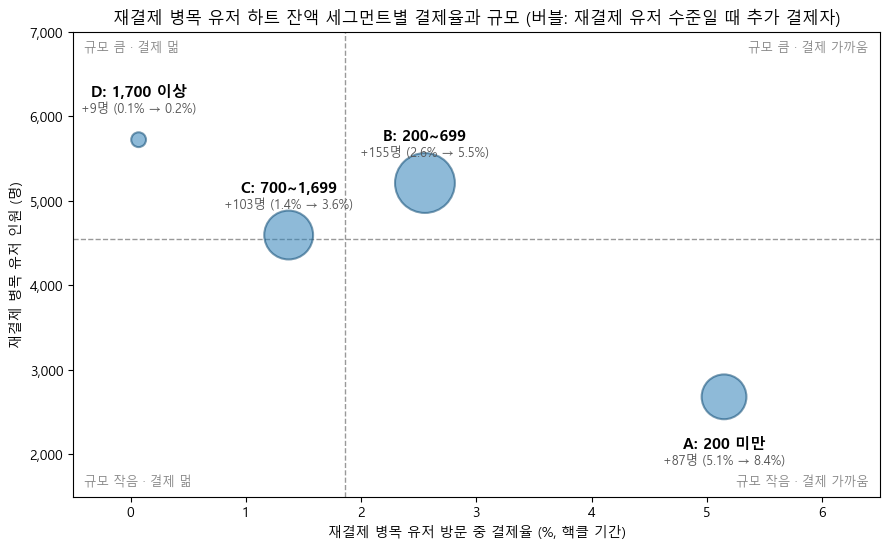 재결제 병목 유저 하트 잔액 세그먼트별 결제율과 규모 (버블: 재결제 유저 수준일 때 추가 결제자)
7,000
규모 큼 · 결제 멂
규모 큼 · 결제 가까움
D: 1,700 이상
+9명 (0.1% → 0.2%)
6,000
B: 200~699
+155명 (2.6% → 5.5%)
C: 700~1,699
+103명 (1.4% → 3.6%)
5,000
재결제 병목 유저 인원 (명)
4,000
3,000
A: 200 미만
+87명 (5.1% → 8.4%)
2,000
규모 작음 · 결제 멂
규모 작음 · 결제 가까움
0 1 2 3 4 5 6
재결제 병목 유저 방문 중 결제율 (%, 핵클 기간)